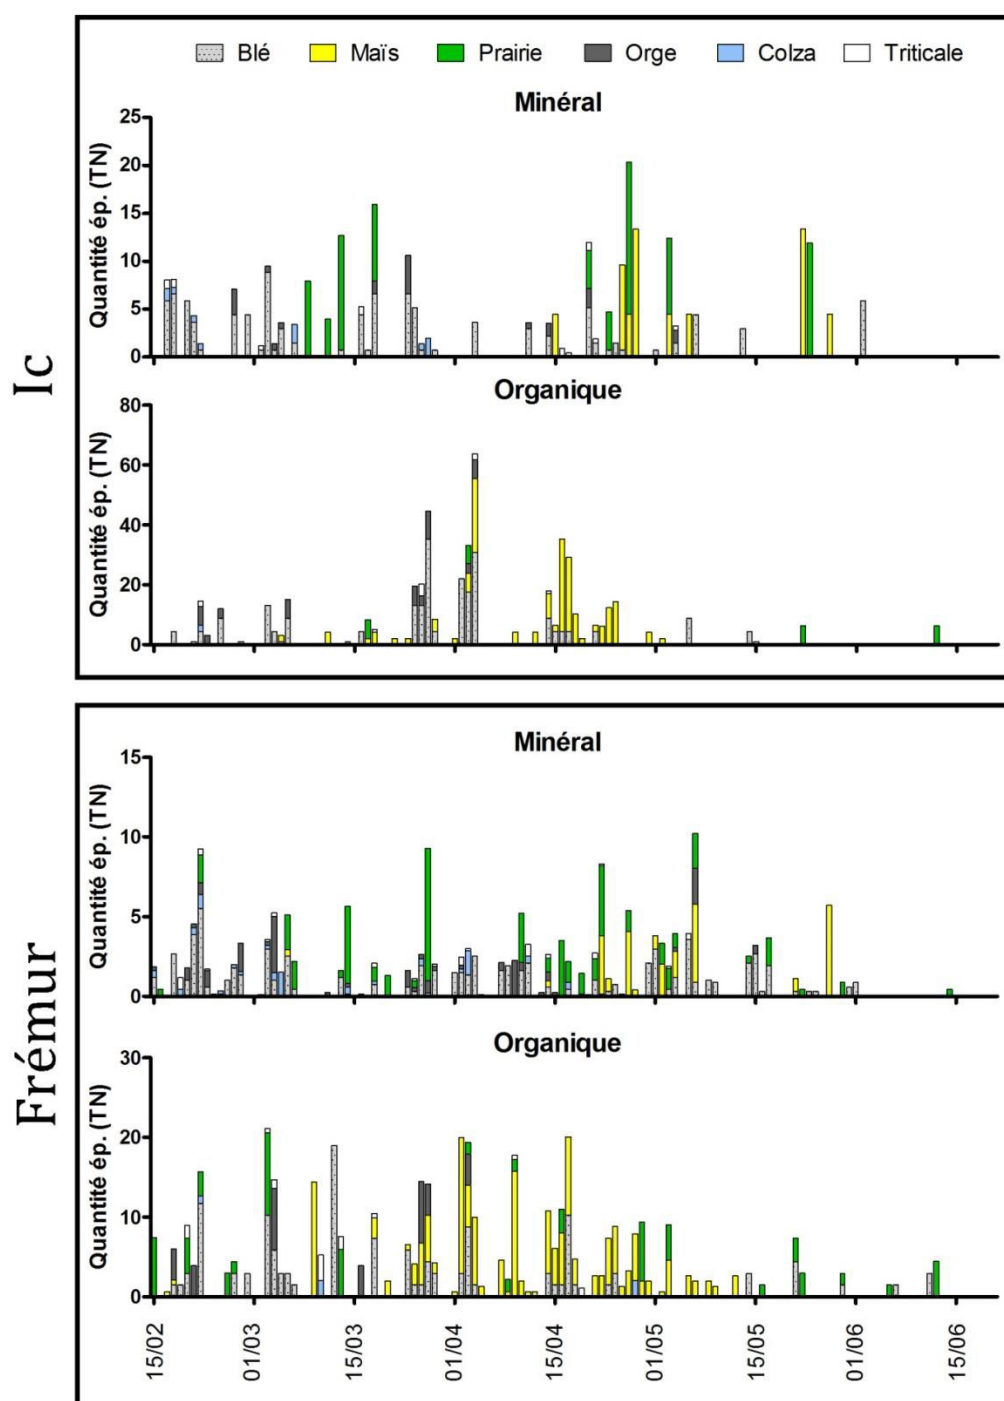 Blé Maïs Prairie Orge Colza Triticale
Ic
Minéral
Quantité ép. (TN)
25
20
15
10
5
0
Organique
Quantité ép. (TN)
80
60
40
20
0
Frémur
Minéral
Quantité ép. (TN)
15
10
5
0
Organique
Quantité ép. (TN)
30
20
10
0
15/02 01/03 15/03 01/04 15/04 01/05 15/05 01/06 15/06